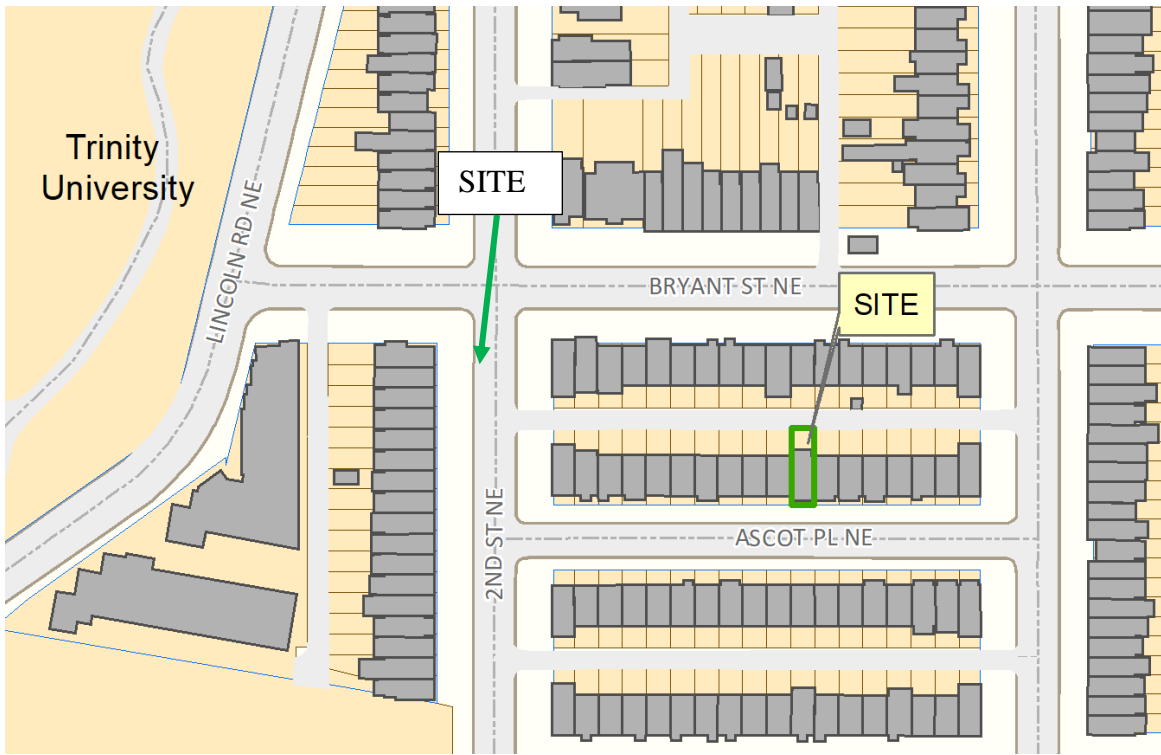 Trinity
University
LINCOLN RD NE
SITE
BRYANT ST NE
SITE
2ND ST NE
ASCOT PL NE